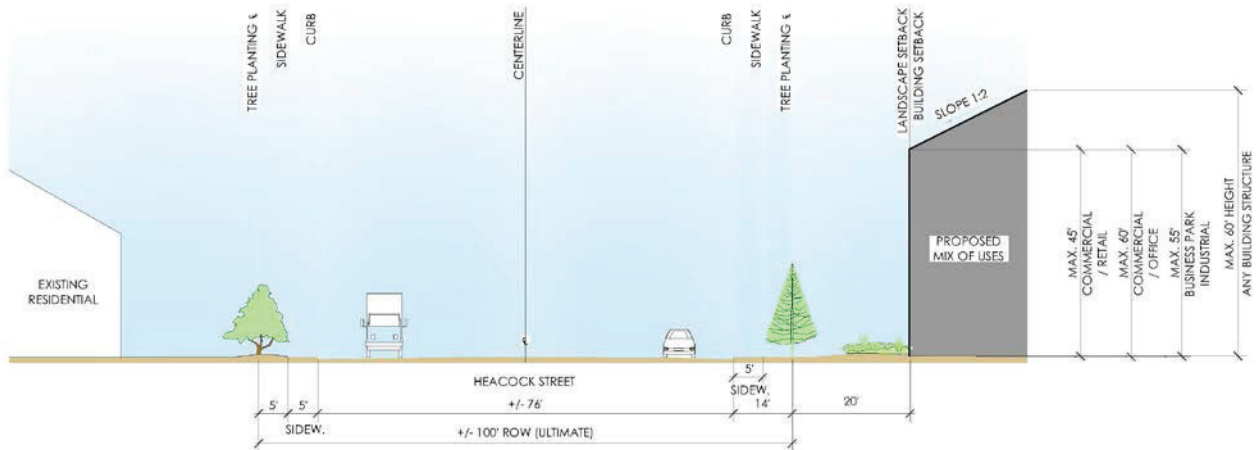 TREE PLANTING ℄
SIDEWALK
CURB
CENTERLINE
CURB
SIDEWALK
TREE PLANTING ℄
LANDSCAPE SETBACK
BUILDING SETBACK
SLOPE 1:2
EXISTING
RESIDENTIAL
PROPOSED
MIX OF USES
MAX. 45'
COMMERCIAL
/ RETAIL
MAX. 60'
COMMERCIAL
/ OFFICE
MAX. 55'
BUSINESS PARK
INDUSTRIAL
MAX. 60' HEIGHT
ANY BUILDING STRUCTURE
℄
5'
SIDEW.
HEACOCK STREET
5'
5'
+/- 76'
14'
20'
SIDEW.
+/- 100' ROW (ULTIMATE)